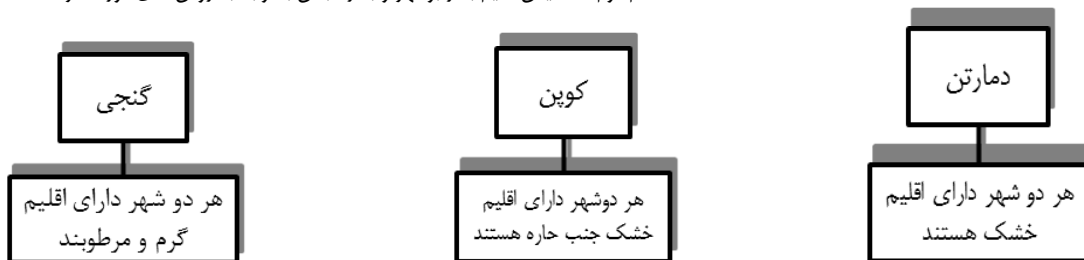 دمارتن
هر دو شهر دارای اقلیم
خشک هستند
کوپن
هر دوشهر دارای اقلیم
خشک جنب حاره هستند
گنجی
هر دو شهر دارای اقلیم
گرم و مرطوبند